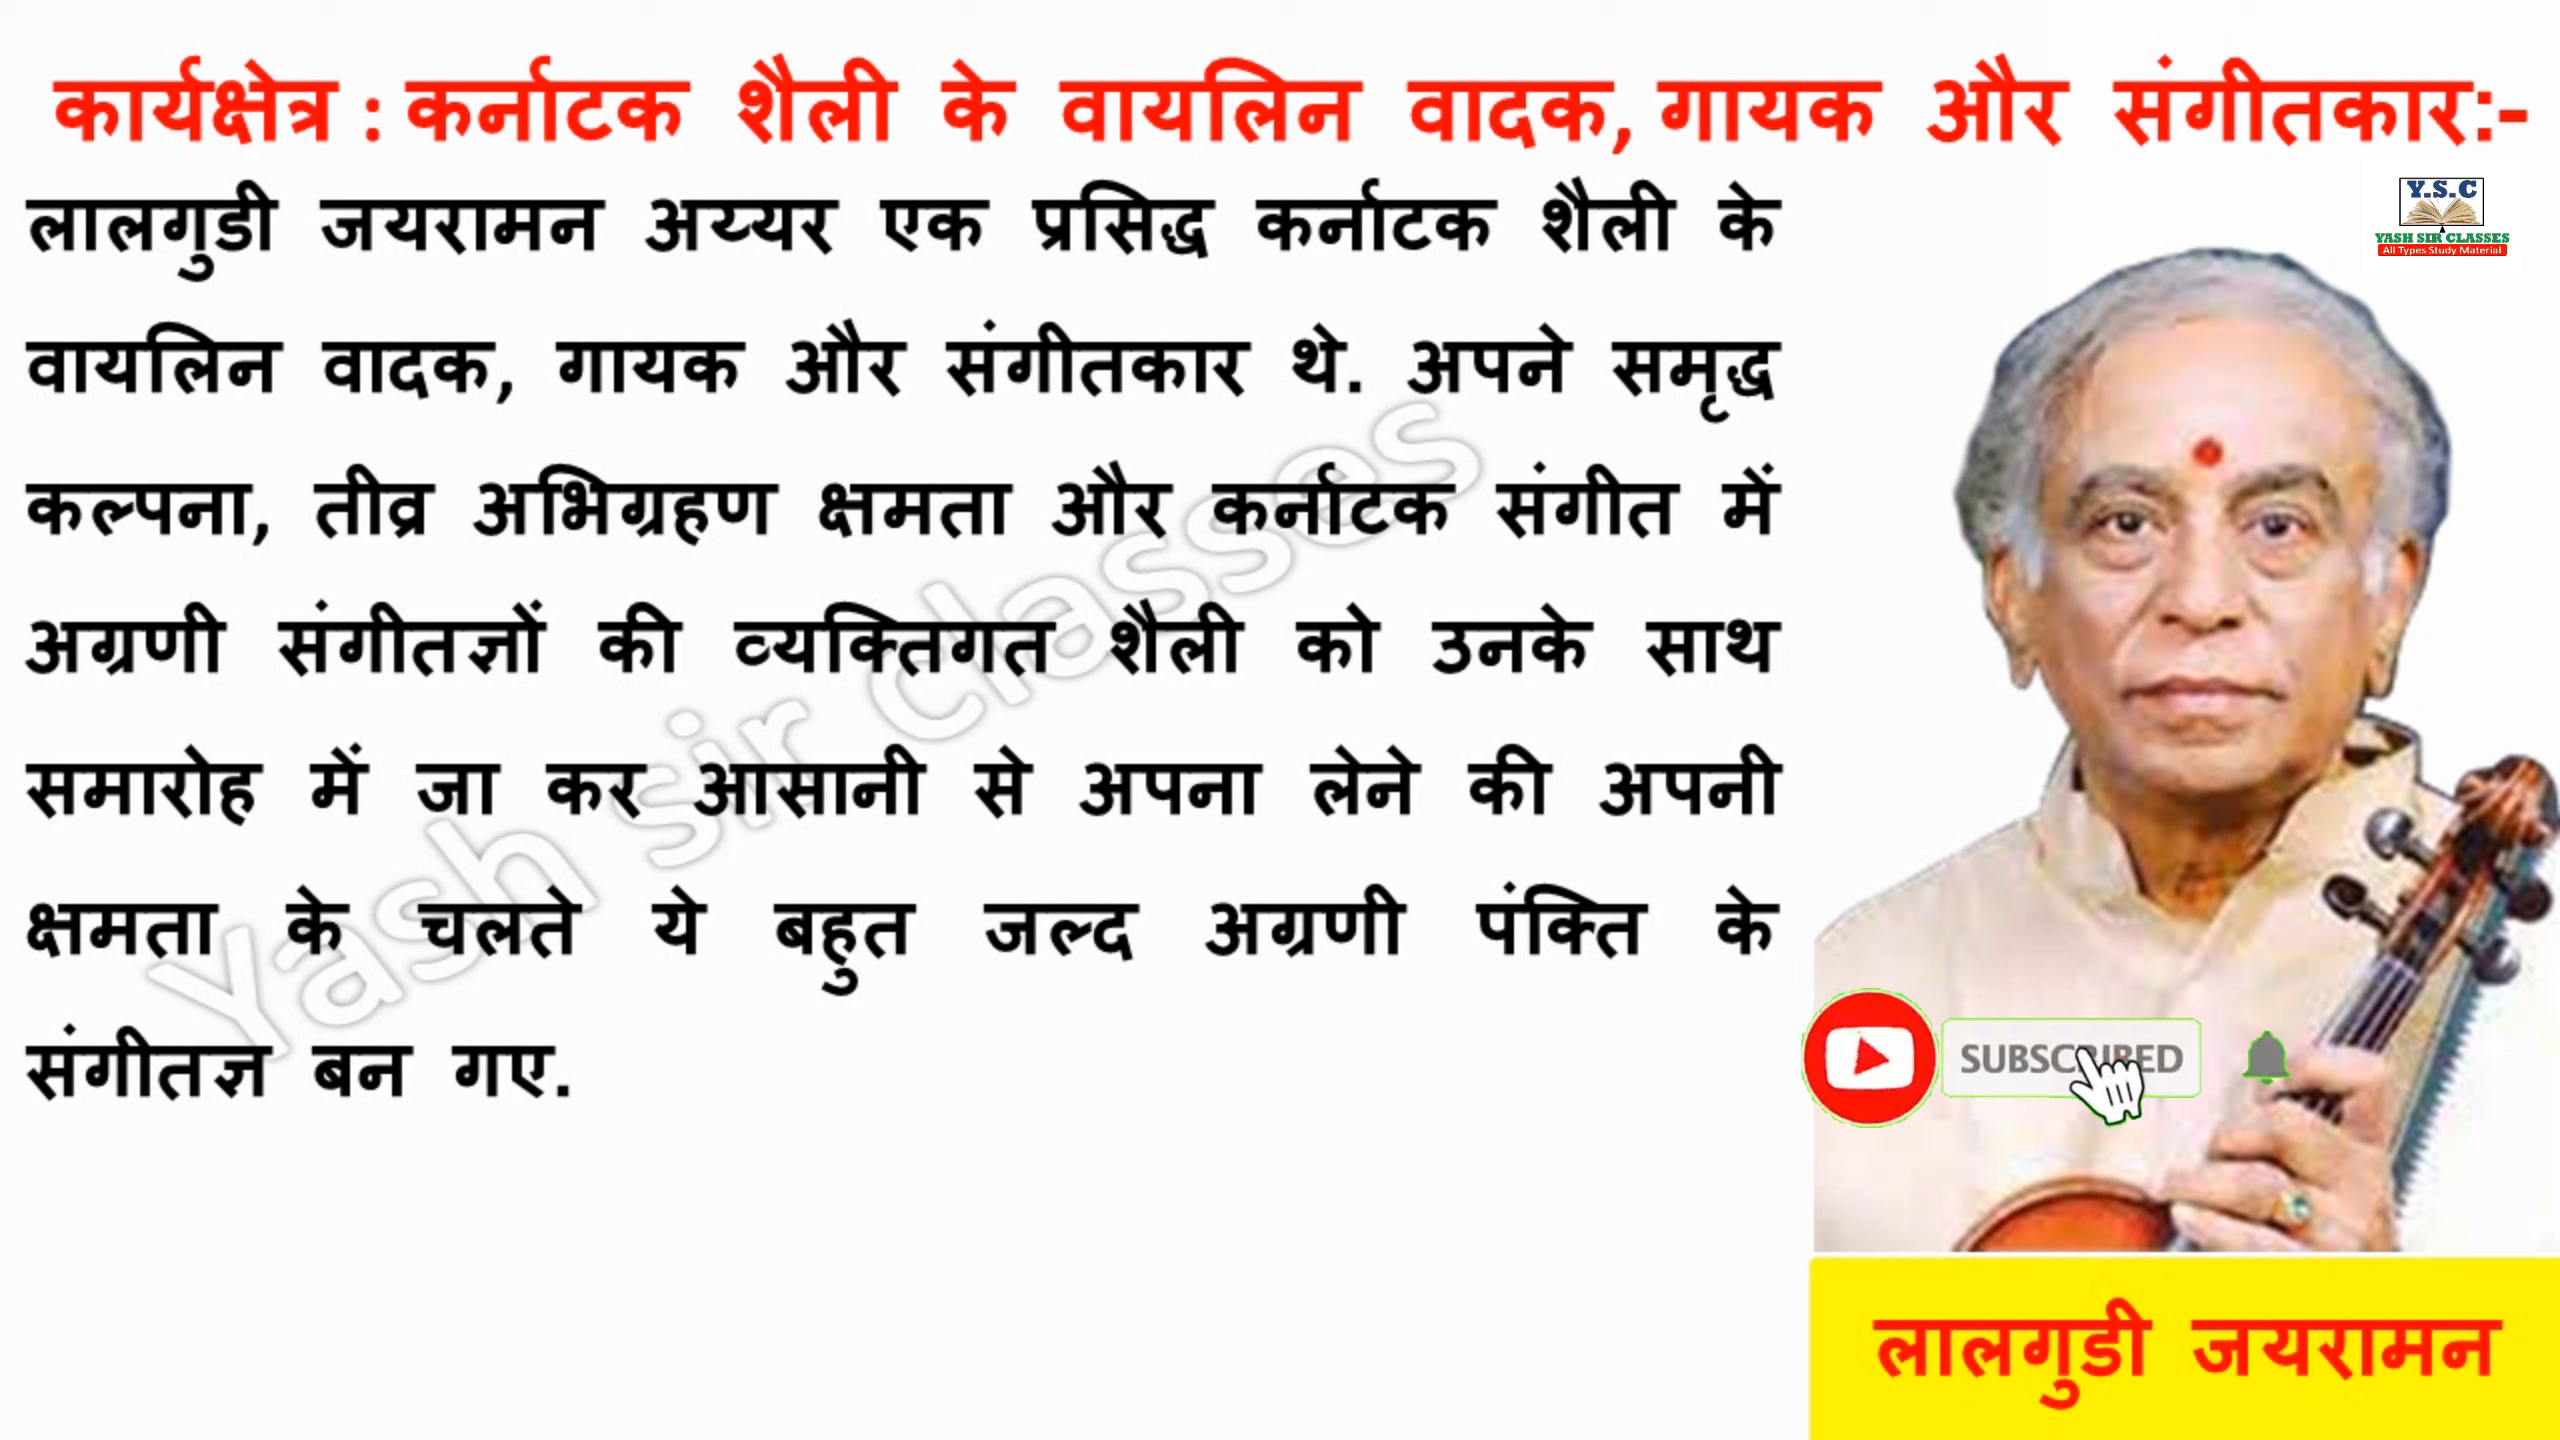 कार्यक्षेत्र : कर्नाटक शैली के वायलिन वादक, गायक और संगीतकार:-
Y.S.C
YASH SIR CLASSES
All Types Study Material
लालगुडी जयरामन अय्यर एक प्रसिद्ध कर्नाटक शैली के
वायलिन वादक, गायक और संगीतकार थे. अपने समृद्ध
कल्पना, तीव्र अभिग्रहण क्षमता और कर्नाटक संगीत में
अग्रणी संगीतज्ञों की व्यक्तिगत शैली को उनके साथ
समारोह में जा कर आसानी से अपना लेने की अपनी
क्षमता के चलते ये बहुत जल्द अग्रणी पंक्ति के
संगीतज्ञ बन गए.
Yash sir Classes
SUBSCRIBED
लालगुडी जयरामन